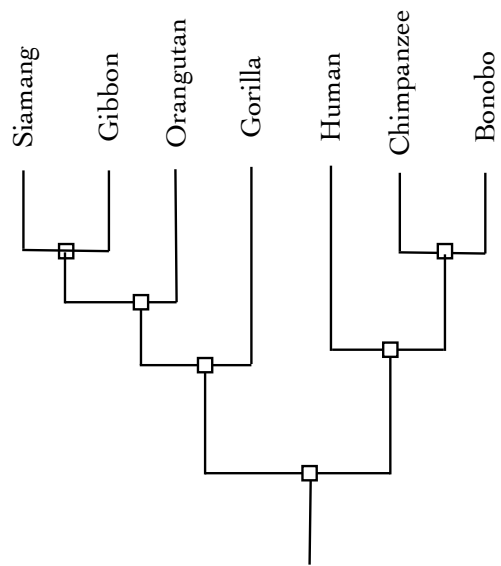 Siamang
Gibbon
Orangutan
Gorilla
Human
Chimpanzee
Bonobo